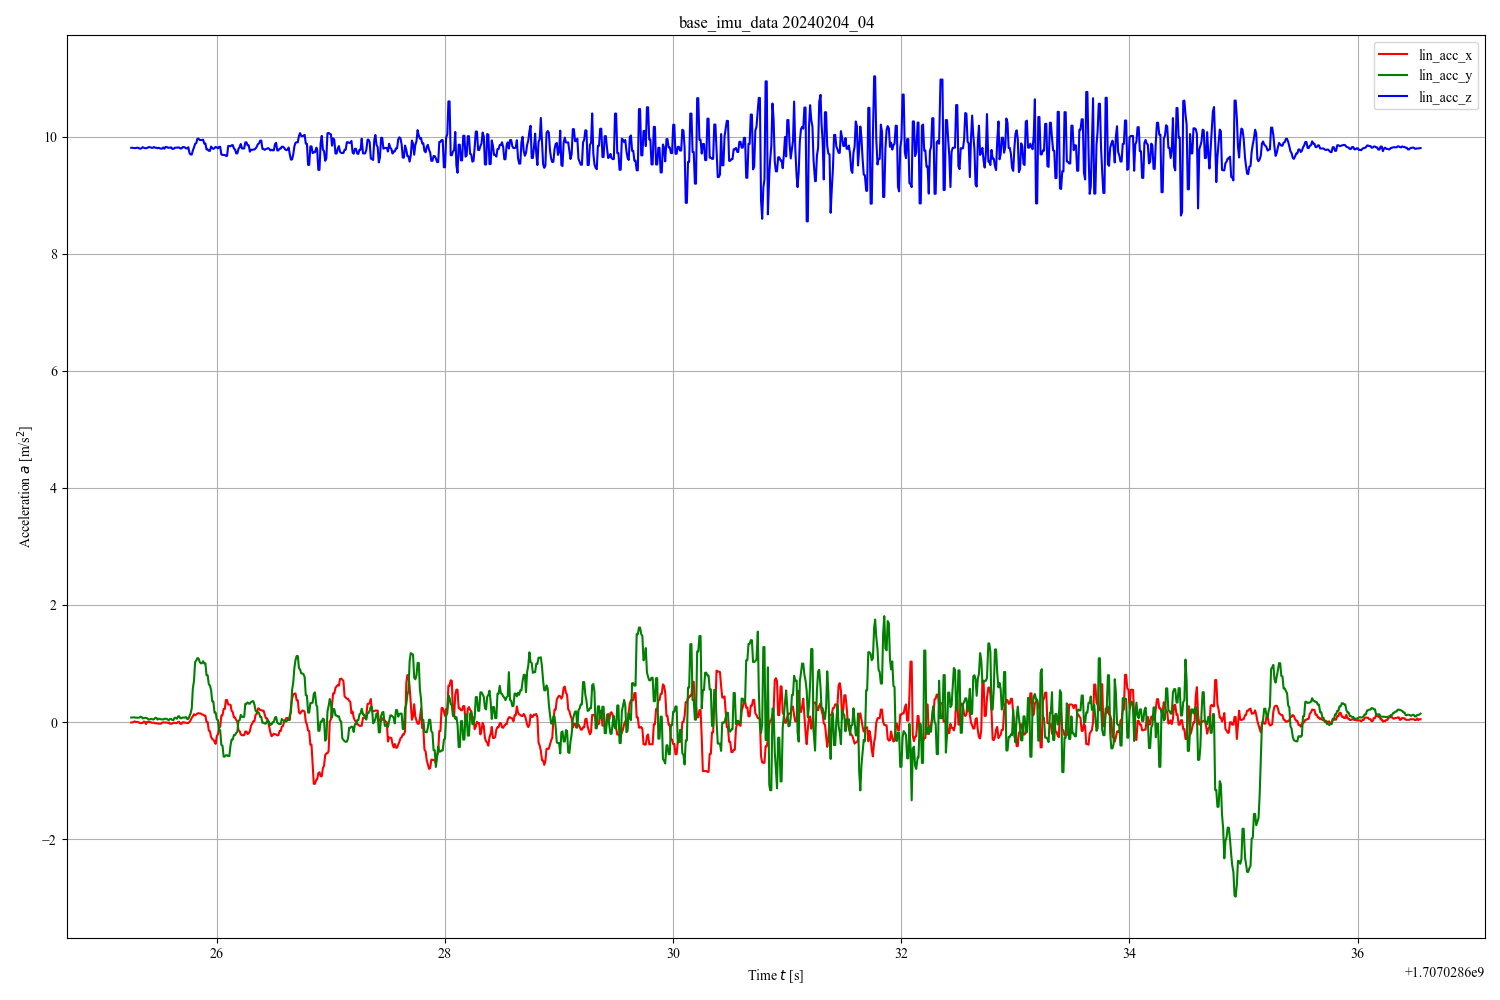 base_imu_data 20240204_04
lin_acc_x
lin_acc_y
lin_acc_z
Acceleration a [m/s²]
10
8
6
4
2
0
−2
26
28
30
32
34
36
Time t [s]
+1.7070286e9